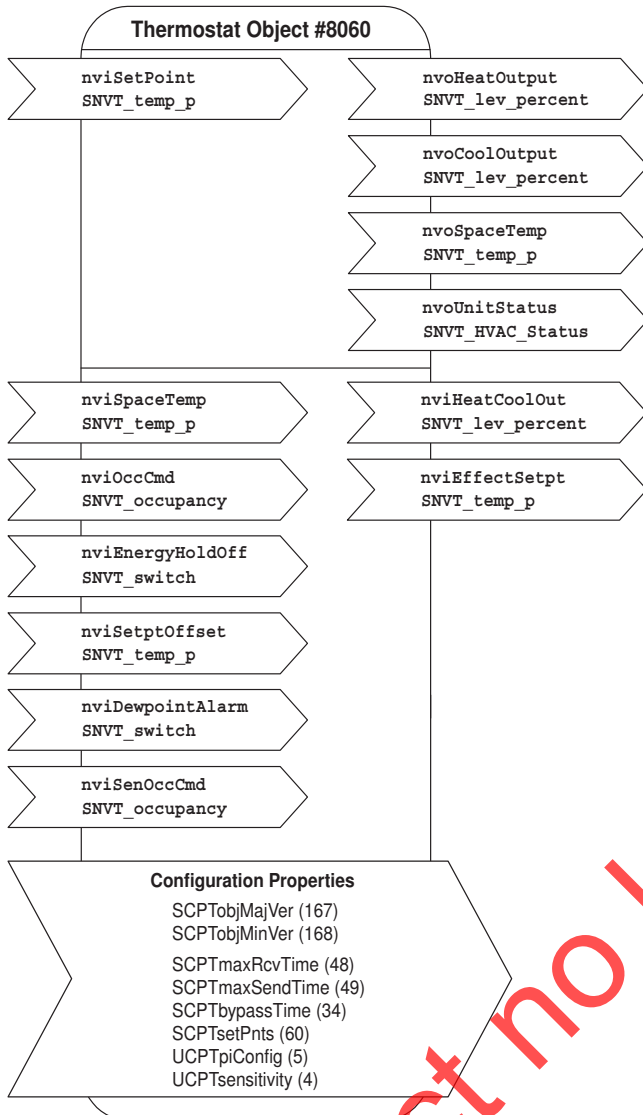 Thermostat Object #8060
nviSetPoint
SNVT_temp_p
nvoHeatOutput
SNVT_lev_percent
nvoCoolOutput
SNVT_lev_percent
nvoSpaceTemp
SNVT_temp_p
nvoUnitStatus
SNVT_HVAC_Status
nviSpaceTemp
SNVT_temp_p
nviOccCmd
SNVT_occupancy
nviEnergyHoldOff
SNVT_switch
nviSetptOffset
SNVT_temp_p
nviDewpointAlarm
SNVT_switch
nviSenOccCmd
SNVT_occupancy
nviHeatCoolOut
SNVT_lev_percent
nviEffectSetpt
SNVT_temp_p
Configuration Properties
SCPTobjMajVer (167)
SCPTobjMinVer (168)
SCPTmaxRcvTime (48)
SCPTmaxSendTime (49)
SCPTbypassTime (34)
SCPTsetPnts (60)
UCPTpiConfig (5)
UCPTsensitivity (4)
no